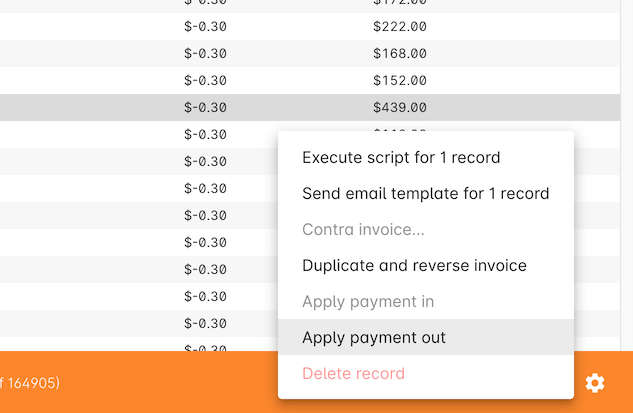 $-0.30 $172.00
$-0.30 $222.00
$-0.30 $168.00
$-0.30 $152.00
$-0.30 $439.00
$-0.30
$-0.30
$-0.30
$-0.30
$-0.30
$-0.30
$-0.30
$-0.30
$-0.30
Execute script for 1 record
Send email template for 1 record
Contra invoice...
Duplicate and reverse invoice
Apply payment in
Apply payment out
Delete record
f 164905)